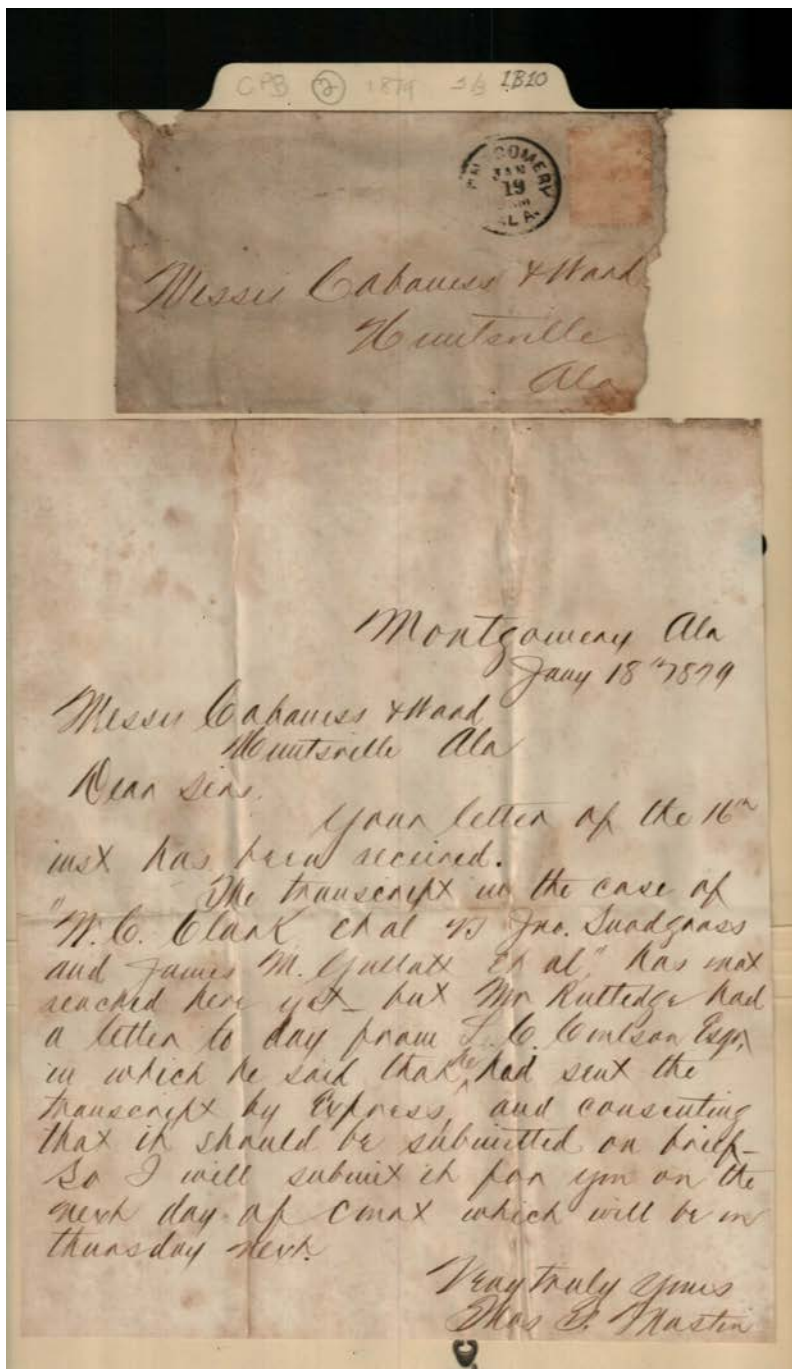 CPB 2 1879 IB10
MONTGOMERY
JAN
19
ALA.
Messrs Cabaness & Ward
Huntsville
Ala
Montgomery Ala
Jany 18th 1879
Messrs Cabaness & Ward
Huntsville Ala
Dear Sirs.
Your letter of the 16th
inst has been received.
The transcript in the case of
"W. C. Clark et al vs Jno. Snodgrass
and James M. Gullatt et al," has not
reached here yet - but Mr Rutledge had
a letter to day from L. C. Coulson Esqr,
in which he said that he had sent the
transcript by Express, and consenting
that it should be submitted on brief -
So I will submit it for you on the
next day of Court which will be on
thursday next.
Very truly yours
Thos G. Mastin